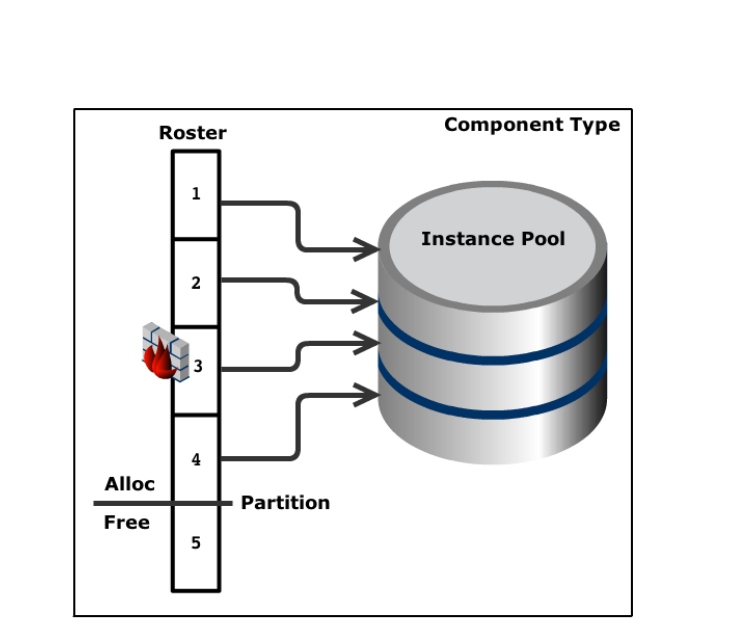 Component Type
Roster
1
Instance Pool
2
3
4
Alloc
Partition
Free
5